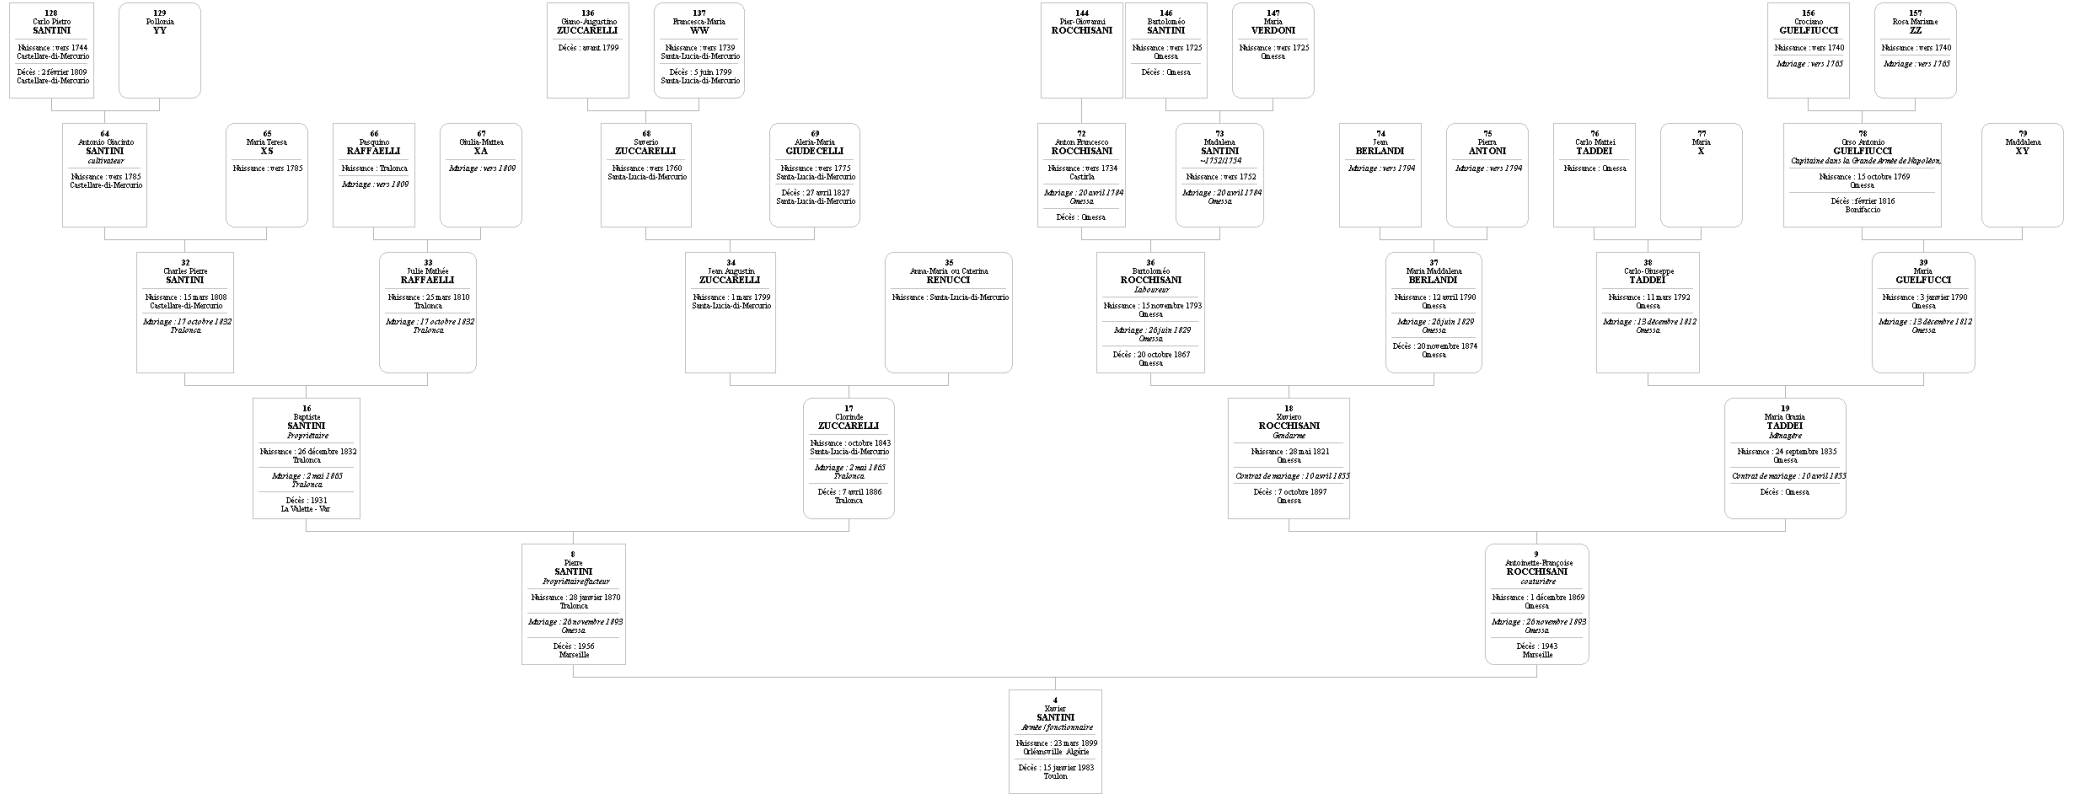 128
Carlo Pietro
SANTINI
Naissance : vers 1744
Castellare-di-Mercurio
Décès : 2 février 1809
Castellare-di-Mercurio
129
Pollonia
YY
136
Giano-Augustino
ZUCCARELLI
Décès : avant 1799
137
Francesca-Maria
WW
Naissance : vers 1739
Santa-Lucia-di-Mercurio
Décès : 5 juin 1799
Santa-Lucia-di-Mercurio
144
Pier-Giovanni
ROCCHISANI
146
Bartoloméo
SANTINI
Naissance : vers 1725
Omessa
Décès : Omessa
147
Maria
VERDONI
Naissance : vers 1725
Omessa
156
Crociano
GUELFIUCCI
Naissance : vers 1740
Mariage : vers 1765
157
Rosa Mariame
ZZ
Naissance : vers 1740
Mariage : vers 1765
64
Antonio Giacinto
SANTINI
cultivateur
Naissance : vers 1785
Castellare-di-Mercurio
65
Maria Teresa
XS
Naissance : vers 1785
66
Pasquino
RAFFAELLI
Naissance : Tralonca
Mariage : vers 1809
67
Giulia-Mattea
XA
Mariage : vers 1809
68
Saverio
ZUCCARELLI
Naissance : vers 1760
Santa-Lucia-di-Mercurio
69
Aleria-Maria
GIUDECELLI
Naissance : vers 1775
Santa-Lucia-di-Mercurio
Décès : 27 avril 1827
Santa-Lucia-di-Mercurio
72
Anton Francesco
ROCCHISANI
Naissance : vers 1734
Castirla
Mariage : 20 avril 1784
Omessa
Décès : Omessa
73
Madalena
SANTINI
~1752/1754
Naissance : vers 1752
Mariage : 20 avril 1784
Omessa
74
Jean
BERLANDI
Mariage : vers 1794
75
Pierra
ANTONI
Mariage : vers 1794
76
Carlo Mattei
TADDEI
Naissance : Omessa
77
Maria
X
78
Orso Antonio
GUELFIUCCI
Capitaine dans la Grande Armée de Napoléon,
Naissance : 15 octobre 1769
Omessa
Décès : février 1816
Bonifaccio
79
Maddalena
XY
32
Charles Pierre
SANTINI
Naissance : 15 mars 1808
Castellare-di-Mercurio
Mariage : 17 octobre 1832
Tralonca
33
Julie Mathée
RAFFAELLI
Naissance : 25 mars 1810
Tralonca
Mariage : 17 octobre 1832
Tralonca
34
Jean Augustin
ZUCCARELLI
Naissance : 1 mars 1799
Santa-Lucia-di-Mercurio
35
Anna-Maria ou Caterina
RENUCCI
Naissance : Santa-Lucia-di-Mercurio
36
Bartoloméo
ROCCHISANI
Laboureur
Naissance : 15 novembre 1793
Omessa
Mariage : 26 juin 1829
Omessa
Décès : 20 octobre 1867
Omessa
37
Maria Maddalena
BERLANDI
Naissance : 12 avril 1790
Omessa
Mariage : 26 juin 1829
Omessa
Décès : 20 novembre 1874
Omessa
38
Carlo-Giuseppe
TADDEI
Naissance : 11 mars 1792
Omessa
Mariage : 13 décembre 1812
Omessa
39
Maria
GUELFUCCI
Naissance : 3 janvier 1790
Omessa
Mariage : 13 décembre 1812
Omessa
16
Baptiste
SANTINI
Propriétaire
Naissance : 26 décembre 1832
Tralonca
Mariage : 2 mai 1865
Tralonca
Décès : 1931
La Valette - Var
17
Clorinde
ZUCCARELLI
Naissance : octobre 1843
Santa-Lucia-di-Mercurio
Mariage : 2 mai 1865
Tralonca
Décès : 7 avril 1886
Tralonca
18
Xaviero
ROCCHISANI
Gendarme
Naissance : 28 mai 1821
Omessa
Contrat de mariage : 10 avril 1855
Décès : 7 octobre 1897
Omessa
19
Maria Grazia
TADDEI
Ménagère
Naissance : 24 septembre 1835
Omessa
Contrat de mariage : 10 avril 1855
Décès : Omessa
8
Pierre
SANTINI
Propriétaire/facteur
Naissance : 28 janvier 1870
Tralonca
Mariage : 26 novembre 1893
Omessa
Décès : 1956
Marseille
9
Antoinette-Françoise
ROCCHISANI
couturière
Naissance : 1 décembre 1869
Omessa
Mariage : 26 novembre 1893
Omessa
Décès : 1943
Marseille
4
Xavier
SANTINI
Armée / fonctionnaire
Naissance : 23 mars 1899
Orléansville Algérie
Décès : 15 janvier 1983
Toulon